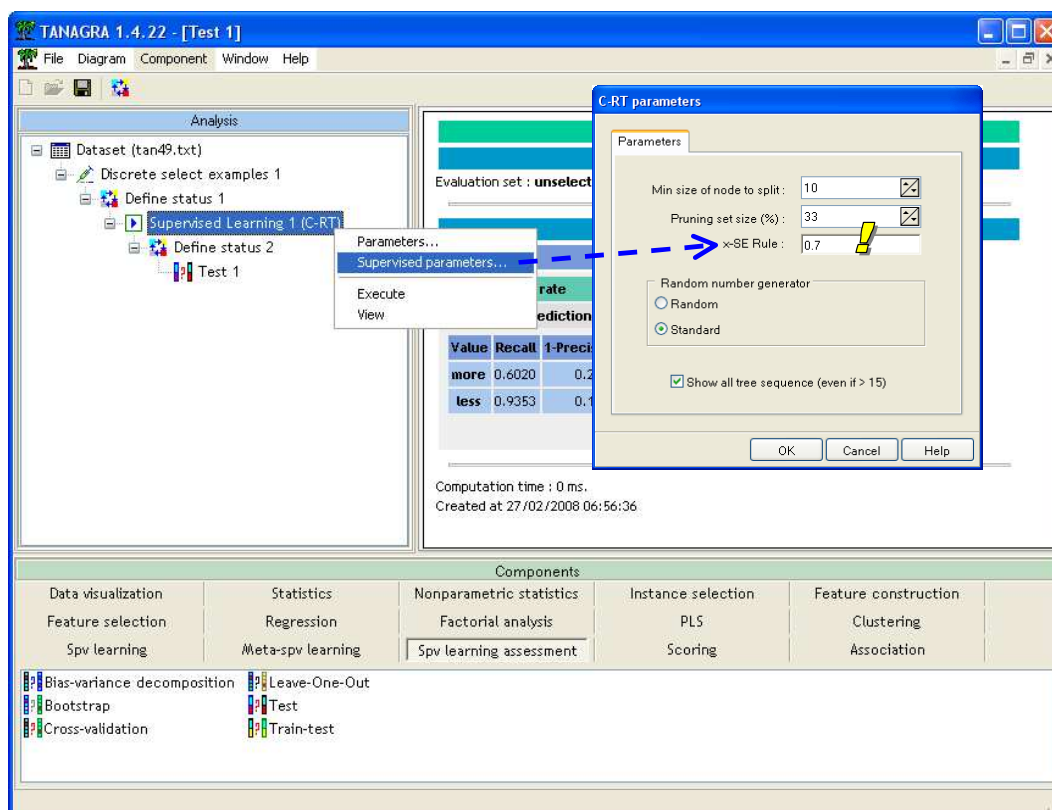 TANAGRA 1.4.22 - [Test 1]
File Diagram Component Window Help
Analysis
Dataset (tan49.txt)
Discrete select examples 1
Define status 1
Supervised Learning 1 (C-RT)
Define status 2
Test 1
Parameters...
Supervised parameters...
Execute
View
Evaluation set : unselect
rate
ediction
Value Recall 1-Preci
more 0.6020 0.2
less 0.9353 0.1
Computation time : 0 ms.
Created at 27/02/2008 06:56:36
C-RT parameters
Parameters
Min size of node to split : 10
Pruning set size (%) : 33
x-SE Rule : 0.7
Random number generator
Random
Standard
Show all tree sequence (even if > 15)
OK Cancel Help
Components
Data visualization Statistics Nonparametric statistics Instance selection Feature construction
Feature selection Regression Factorial analysis PLS Clustering
Spv learning Meta-spv learning Spv learning assessment Scoring Association
Bias-variance decomposition Leave-One-Out
Bootstrap Test
Cross-validation Train-test